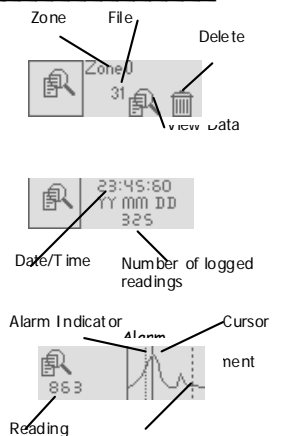 Zone File
Delete
Zone0
31
View Data
23:45:60
YY MM DD
325
Date/Time
Number of logged
readings
Alarm Indicator
Cursor
Alarm
ment
863
Reading